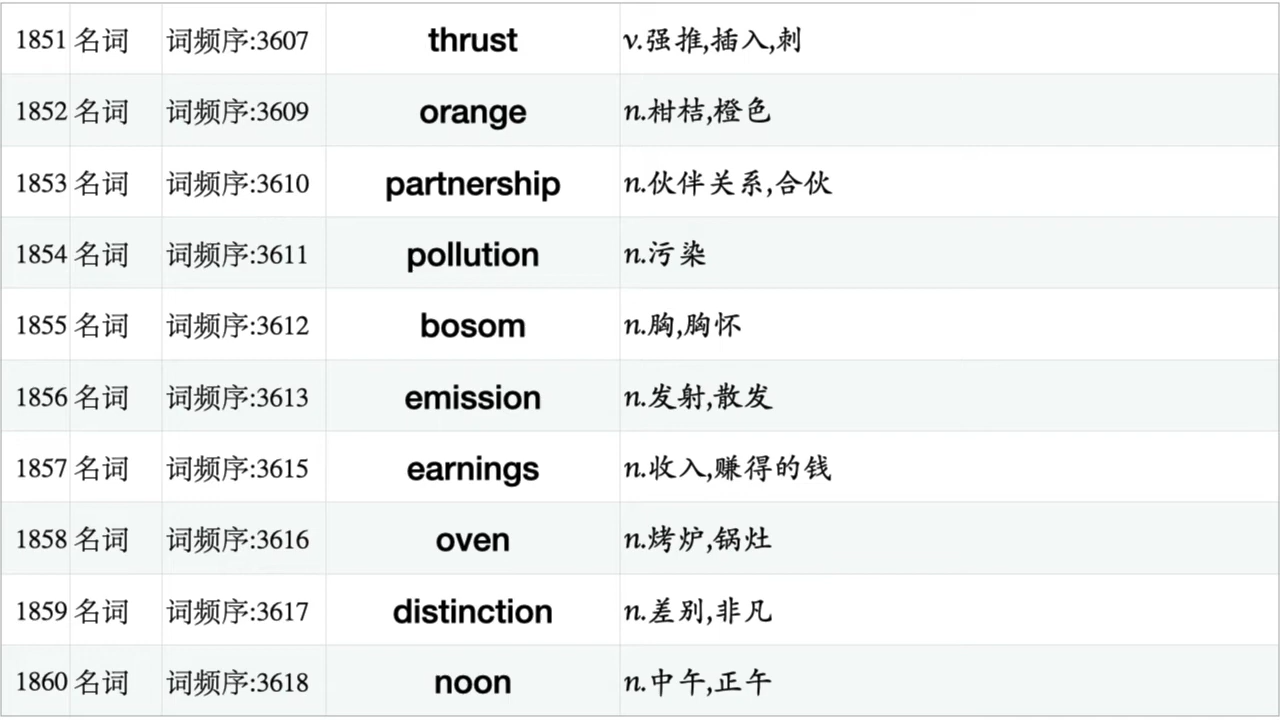 1851 名词 词频序:3607 thrust v.强推,插入,刺
1852 名词 词频序:3609 orange n.柑桔,橙色
1853 名词 词频序:3610 partnership n.伙伴关系,合伙
1854 名词 词频序:3611 pollution n.污染
1855 名词 词频序:3612 bosom n.胸,胸怀
1856 名词 词频序:3613 emission n.发射,散发
1857 名词 词频序:3615 earnings n.收入,赚得的钱
1858 名词 词频序:3616 oven n.烤炉,锅灶
1859 名词 词频序:3617 distinction n.差别,非凡
1860 名词 词频序:3618 noon n.中午,正午